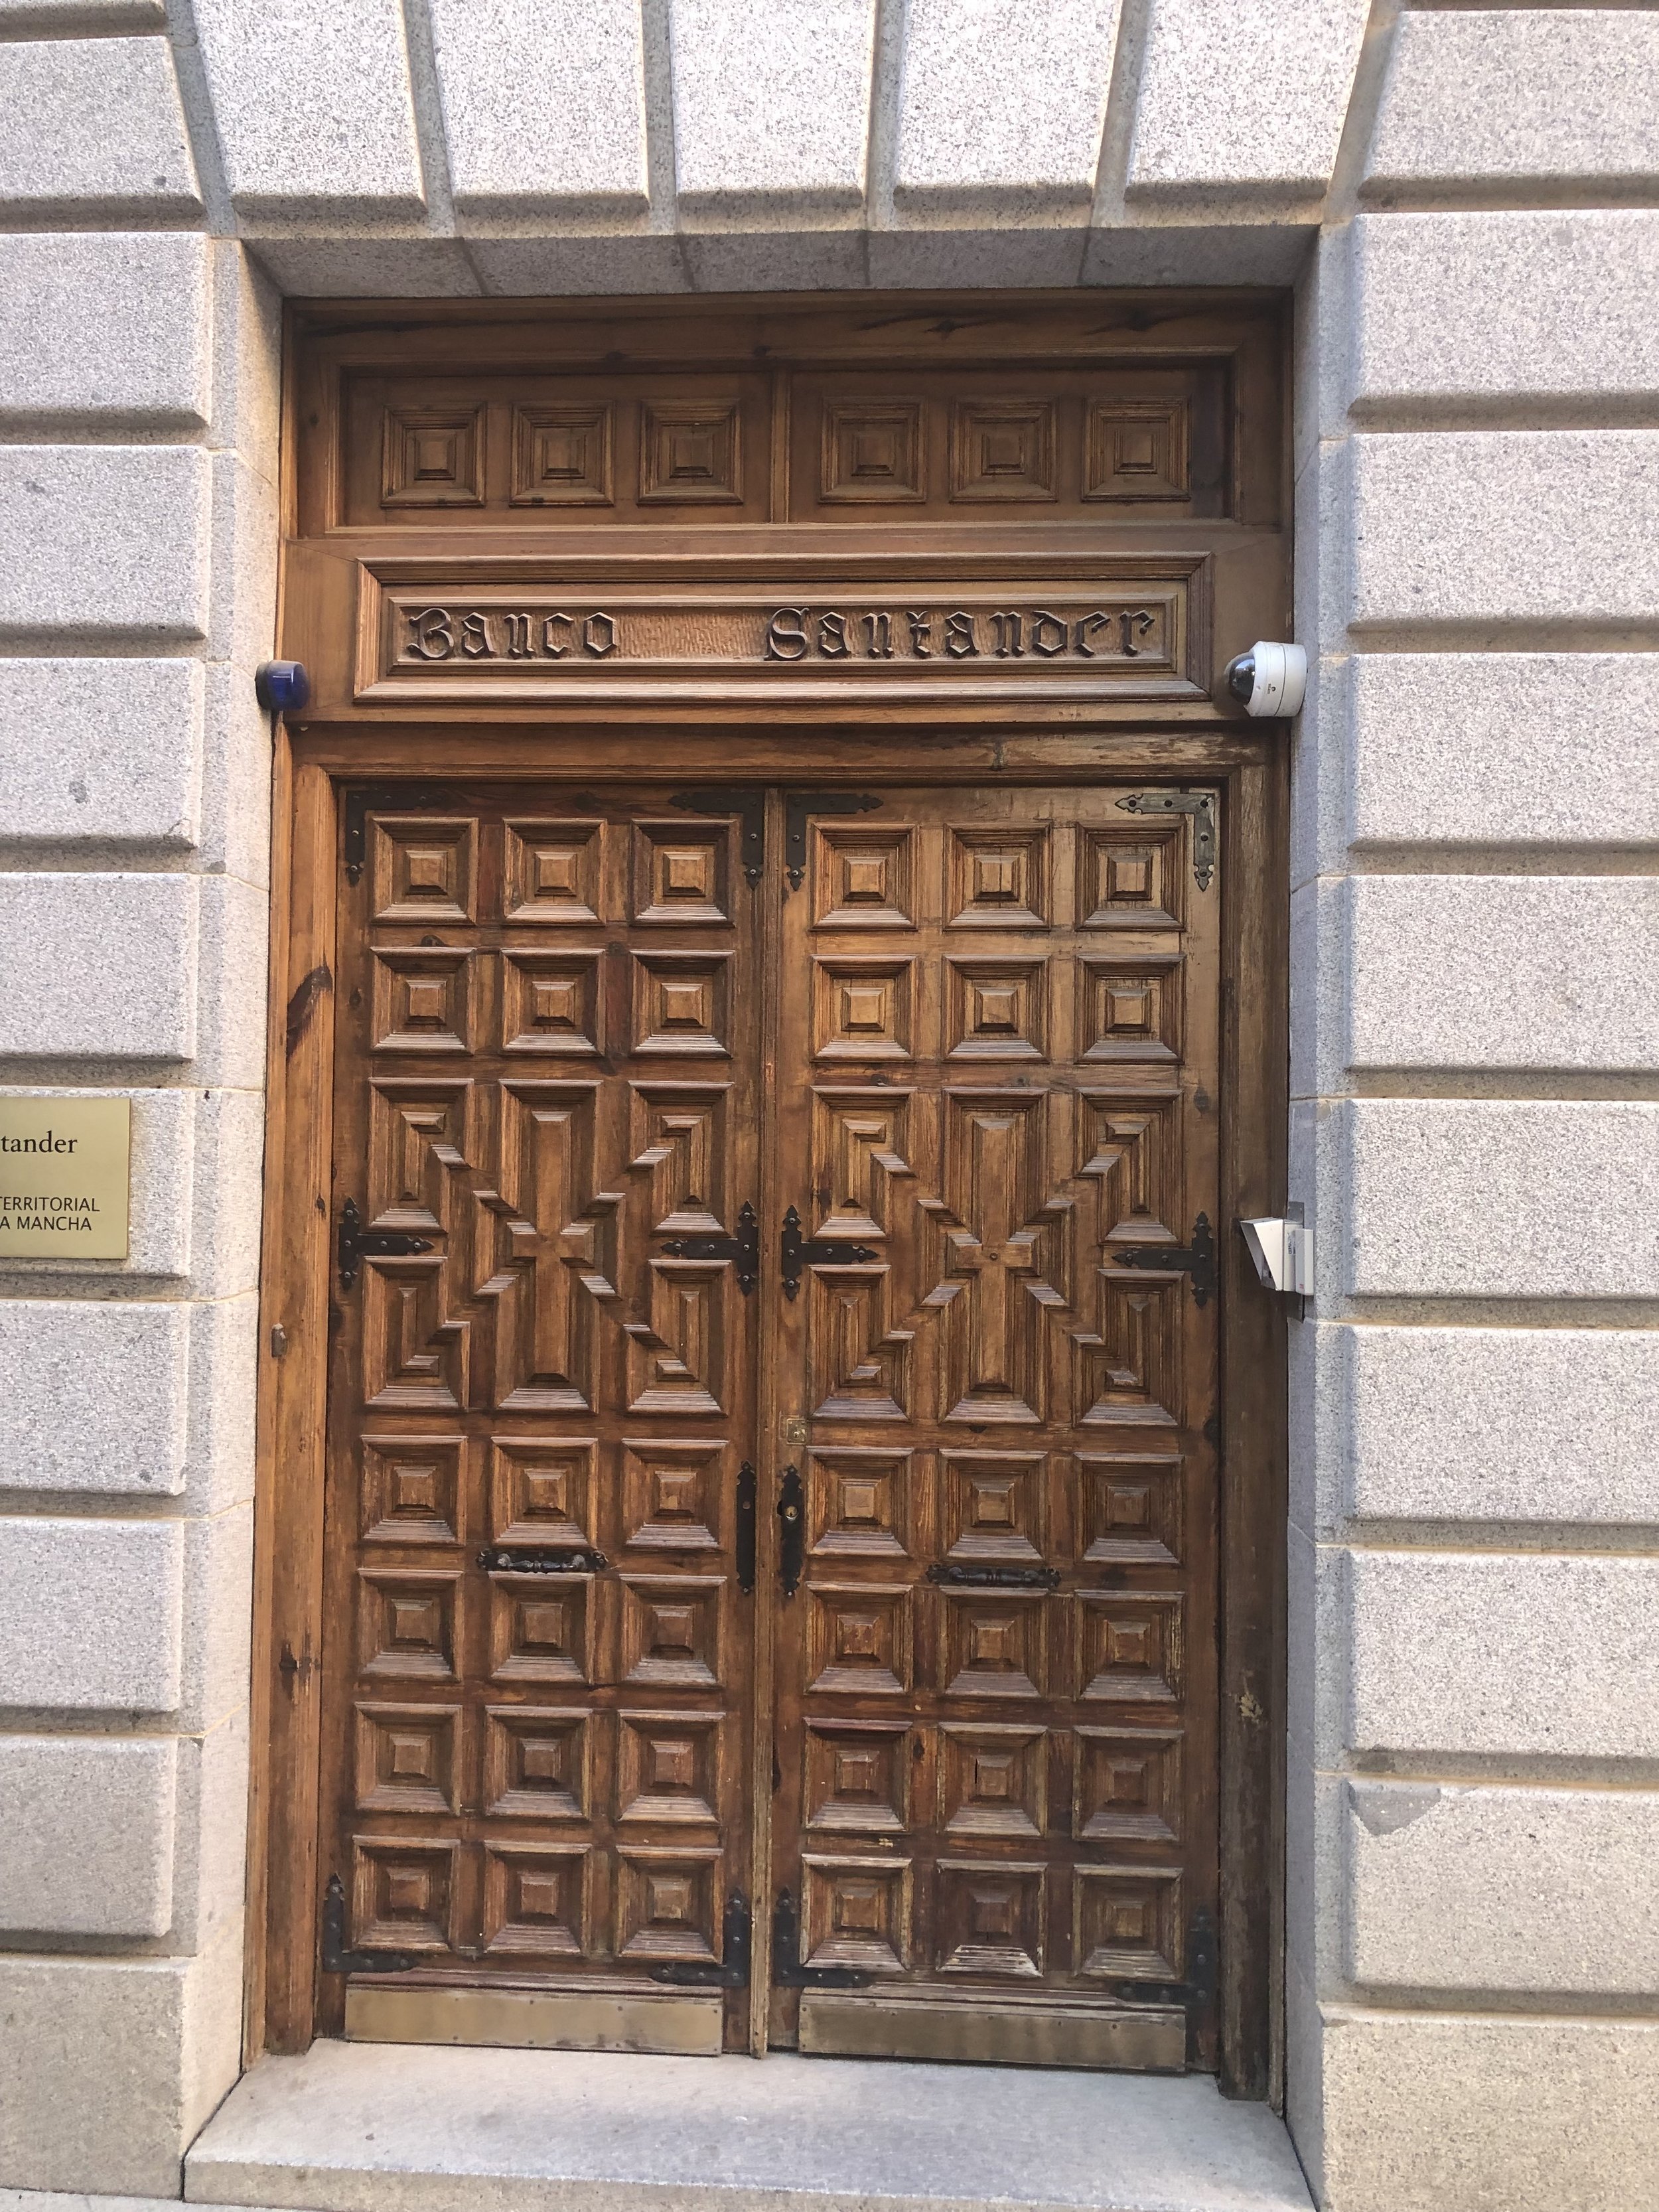 Banco Santander
tander
TERRITORIAL
A MANCHA